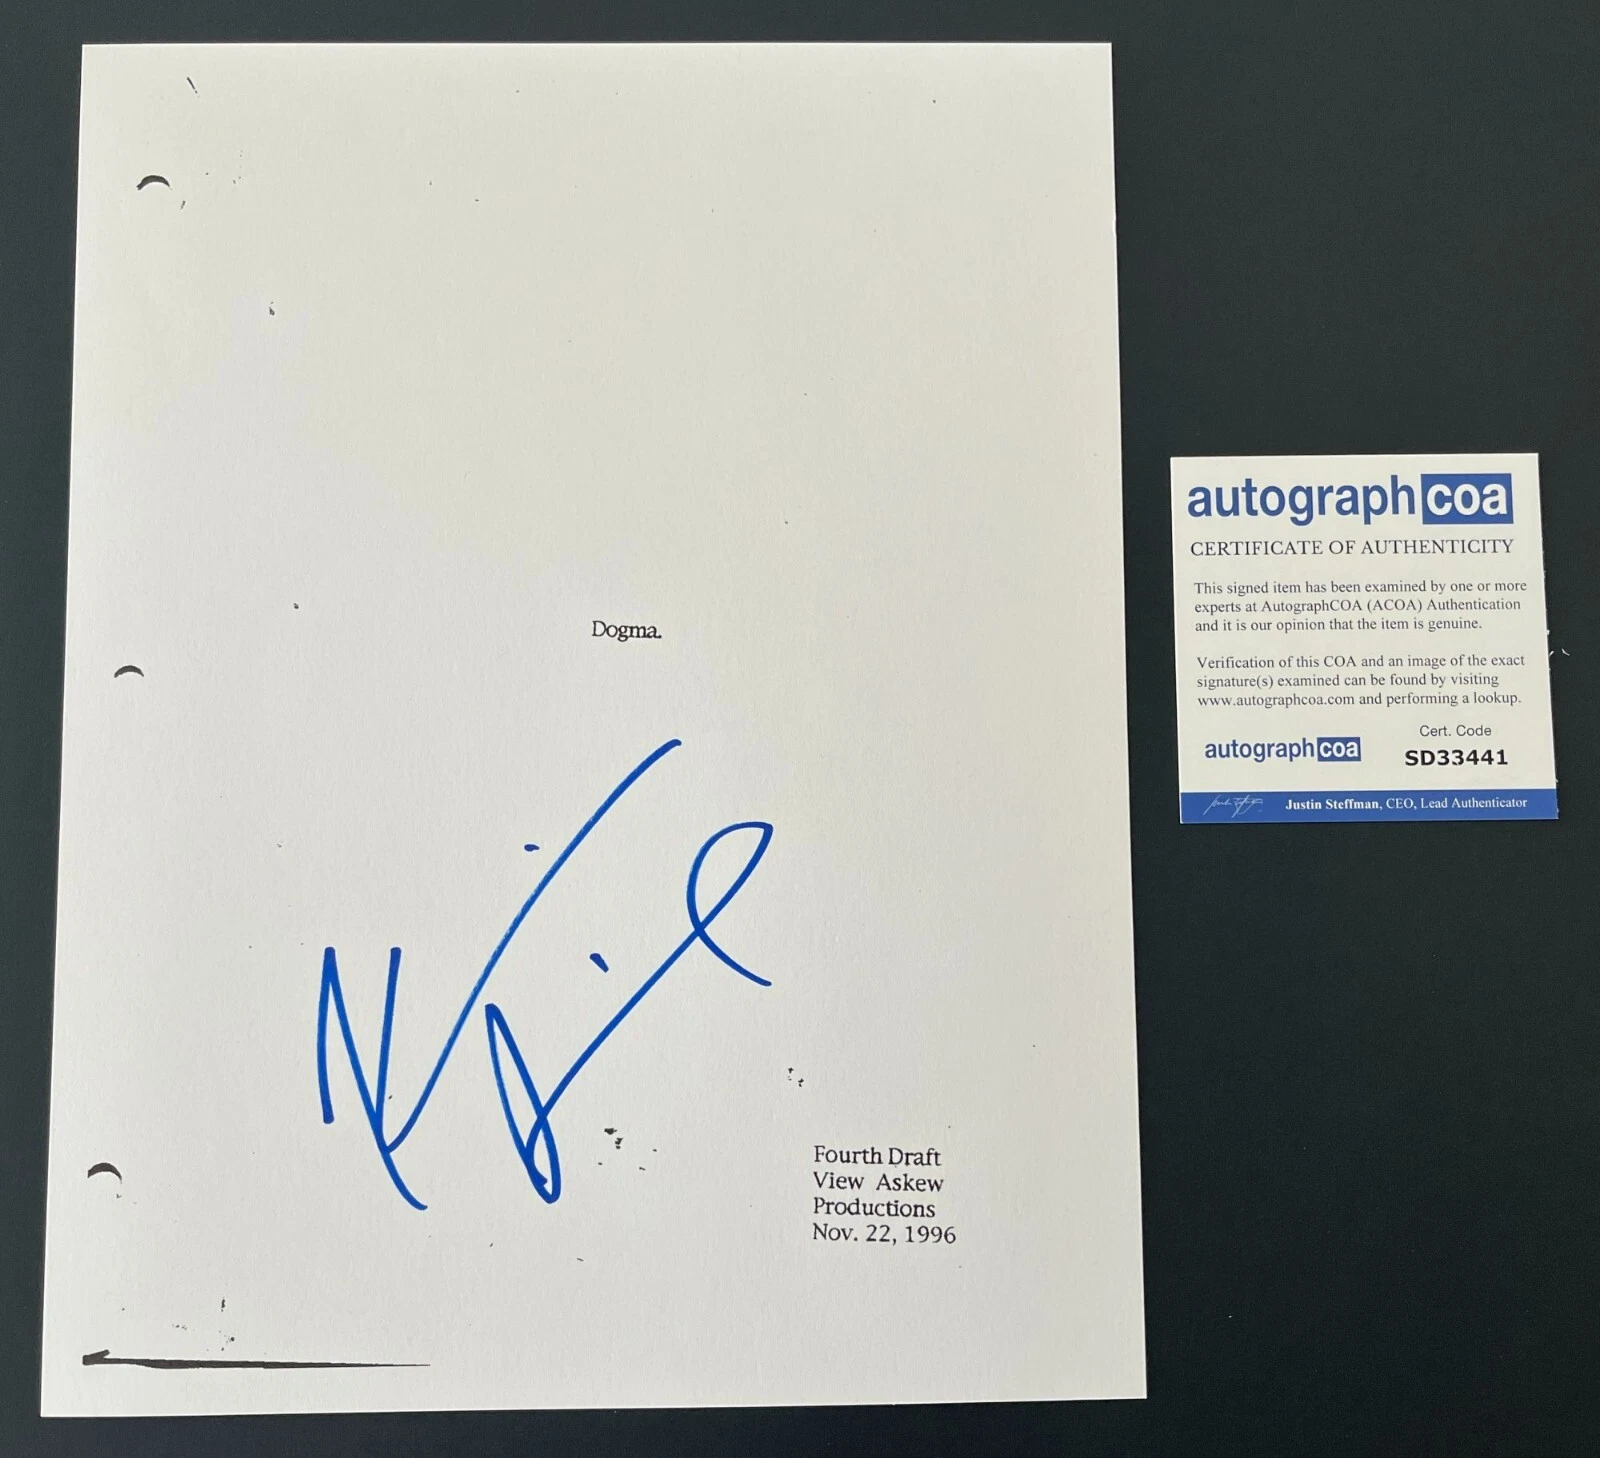 Dogma.
Fourth Draft
View Askew
Productions
Nov. 22, 1996
autographcoa
CERTIFICATE OF AUTHENTICITY
This signed item has been examined by one or more
experts at AutographCOA (ACOA) Authentication
and it is our opinion that the item is genuine.
Verification of this COA and an image of the exact
signature(s) examined can be found by visiting
www.autographcoa.com and performing a lookup.
autographcoa
Cert. Code
SD33441
Justin Steffman, CEO, Lead Authenticator